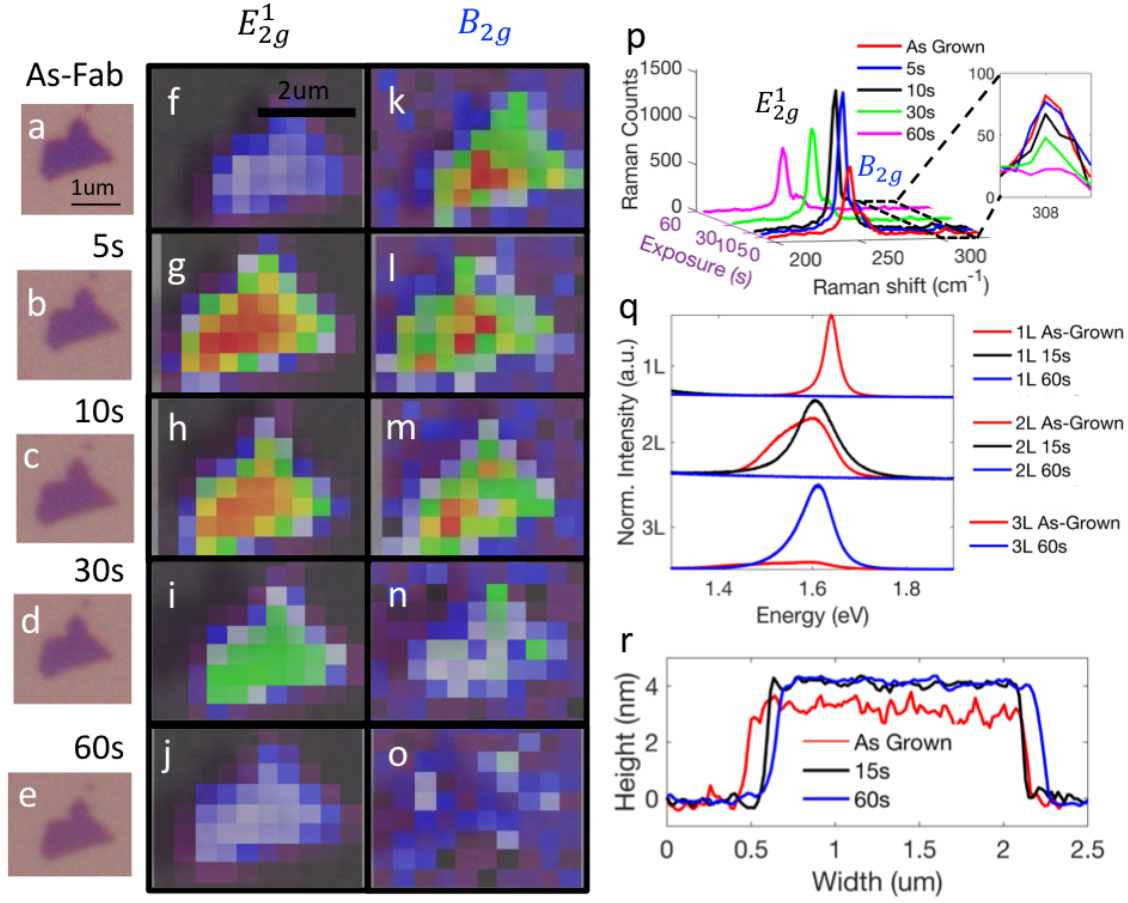 E¹₂g
B₂g
As-Fab
a
1um
5s
b
10s
c
30s
d
60s
e
f
2um
k
g
l
h
m
i
n
j
o
p
As Grown
5s
10s
30s
60s
1500
1000
500
0
Raman Counts
E¹₂g
B₂g
60
30
10
5
0
Exposure (s)
200
250
300
Raman shift (cm⁻¹)
100
50
0
308
q
Norm. Intensity (a.u.)
1L
2L
3L
1L As-Grown
1L 15s
1L 60s
2L As-Grown
2L 15s
2L 60s
3L As-Grown
3L 60s
1.4
1.6
1.8
Energy (eV)
r
Height (nm)
4
2
0
As Grown
15s
60s
0
0.5
1
1.5
2
2.5
Width (um)